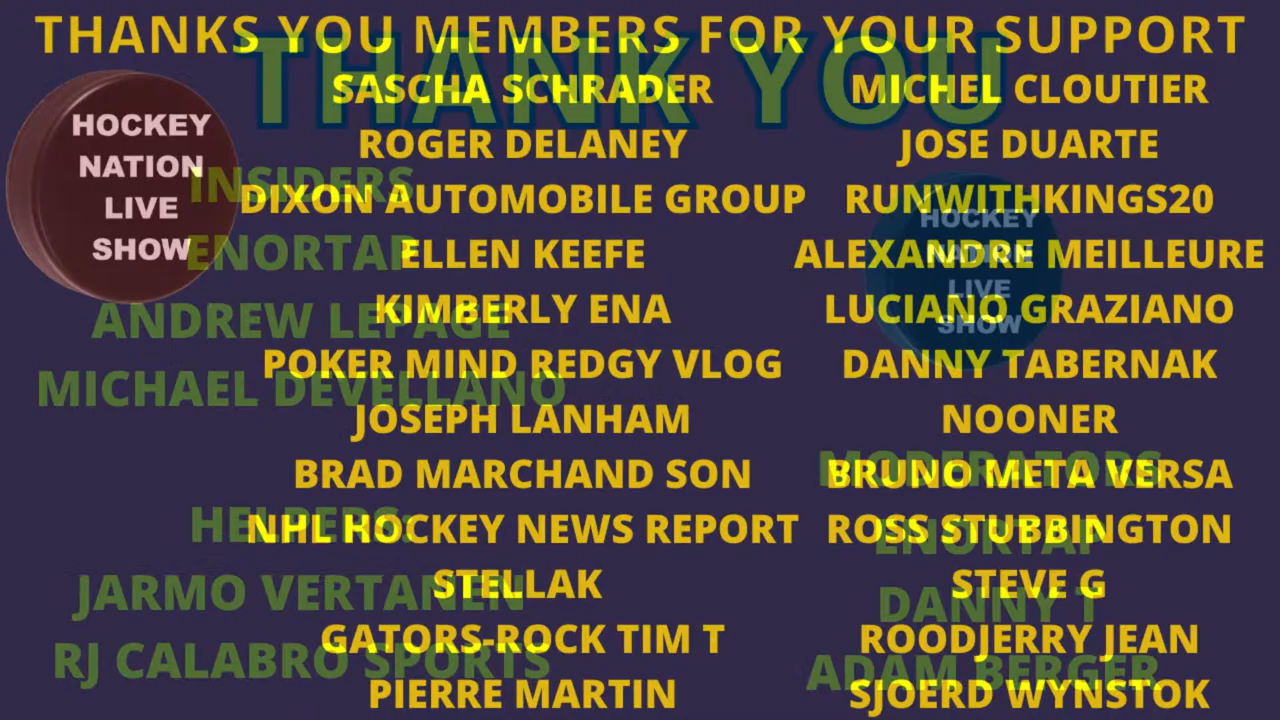 THANKS YOU MEMBERS FOR YOUR SUPPORT
THANK YOU
HOCKEY
NATION
LIVE
SHOW
SASCHA SCHRADER
ROGER DELANEY
DIXON AUTOMOBILE GROUP
ELLEN KEEFE
KIMBERLY ENA
POKER MIND REDGY VLOG
JOSEPH LANHAM
BRAD MARCHAND SON
NHL HOCKEY NEWS REPORT
STELLAK
GATORS-ROCK TIM T
PIERRE MARTIN
MICHEL CLOUTIER
JOSE DUARTE
RUNWITHKINGS20
ALEXANDRE MEILLEURE
LUCIANO GRAZIANO
DANNY TABERNAK
NOONER
BRUNO META VERSA
ROSS STUBBINGTON
STEVE G
ROODJERRY JEAN
SJOERD WYNSTOK
INSIDERS
ENORTAP
ANDREW LEPAGE
MICHAEL DEVELLANO
HELPERS:
JARMO VERTANEN
RJ CALABRO SPORTS
HOCKEY
NATION
LIVE
SHOW
MODERATORS
ENORTAP
DANNY T
ADAM BERGER